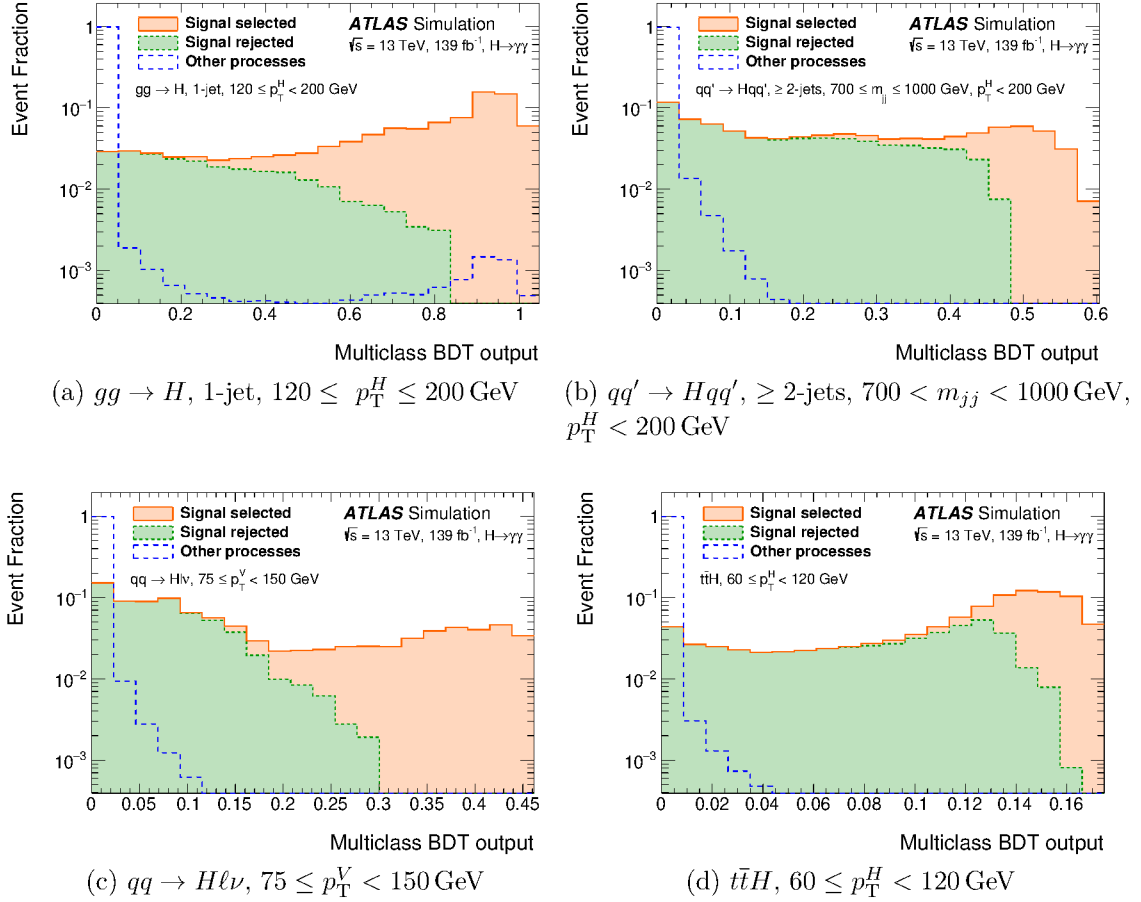 Event Fraction
1
10⁻¹
10⁻²
10⁻³
Signal selected
Signal rejected
Other processes
ATLAS Simulation
√s = 13 TeV, 139 fb⁻¹, H→γγ
gg → H, 1-jet, 120 ≤ p_T^H < 200 GeV
0 0.2 0.4 0.6 0.8 1
Multiclass BDT output
(a) gg → H, 1-jet, 120 ≤ p_T^H ≤ 200 GeV
Event Fraction
1
10⁻¹
10⁻²
10⁻³
Signal selected
Signal rejected
Other processes
ATLAS Simulation
√s = 13 TeV, 139 fb⁻¹, H→γγ
qq' → Hqq', ≥ 2-jets, 700 ≤ m_jj ≤ 1000 GeV, p_T^H < 200 GeV
0 0.1 0.2 0.3 0.4 0.5 0.6
Multiclass BDT output
(b) qq′ → Hqq′, ≥ 2-jets, 700 < m_jj < 1000 GeV,
p_T^H < 200 GeV
Event Fraction
1
10⁻¹
10⁻²
10⁻³
Signal selected
Signal rejected
Other processes
ATLAS Simulation
√s = 13 TeV, 139 fb⁻¹, H→γγ
qq → Hlν, 75 ≤ p_T^V < 150 GeV
0 0.05 0.1 0.15 0.2 0.25 0.3 0.35 0.4 0.45
Multiclass BDT output
(c) qq → Hℓν, 75 ≤ p_T^V < 150 GeV
Event Fraction
1
10⁻¹
10⁻²
10⁻³
Signal selected
Signal rejected
Other processes
ATLAS Simulation
√s = 13 TeV, 139 fb⁻¹, H→γγ
tt̄H, 60 ≤ p_T^H < 120 GeV
0 0.02 0.04 0.06 0.08 0.1 0.12 0.14 0.16
Multiclass BDT output
(d) tt̄H, 60 ≤ p_T^H < 120 GeV